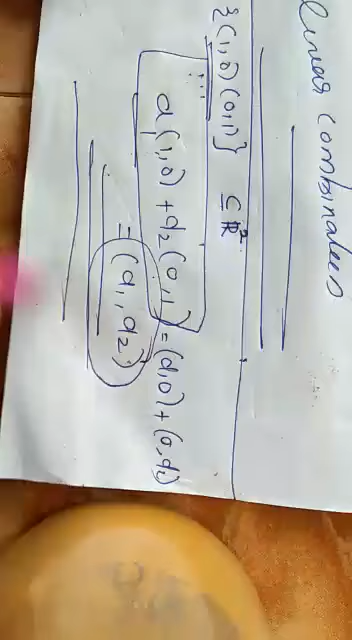 linear combinations
{(1,0) (0,1)} ⊆ ℝ²
α₁(1,0) + α₂(0,1) = (α₁,0) + (0,α₂)
= (α₁, α₂)